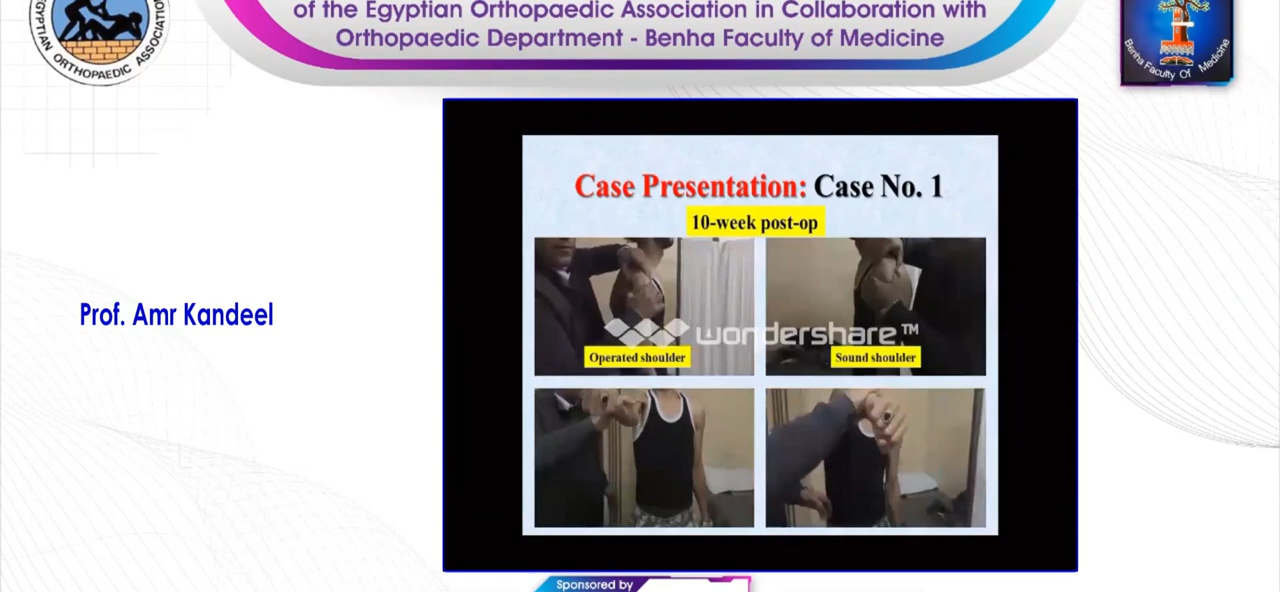 of the Egyptian Orthopaedic Association in Collaboration with
Orthopaedic Department - Benha Faculty of Medicine
EGYPTIAN ORTHOPAEDIC ASSOCIATION
Benha Faculty Of Medicine
Case Presentation: Case No. 1
10-week post-op
Prof. Amr Kandeel
wondershare™
Operated shoulder
Sound shoulder
Sponsored by